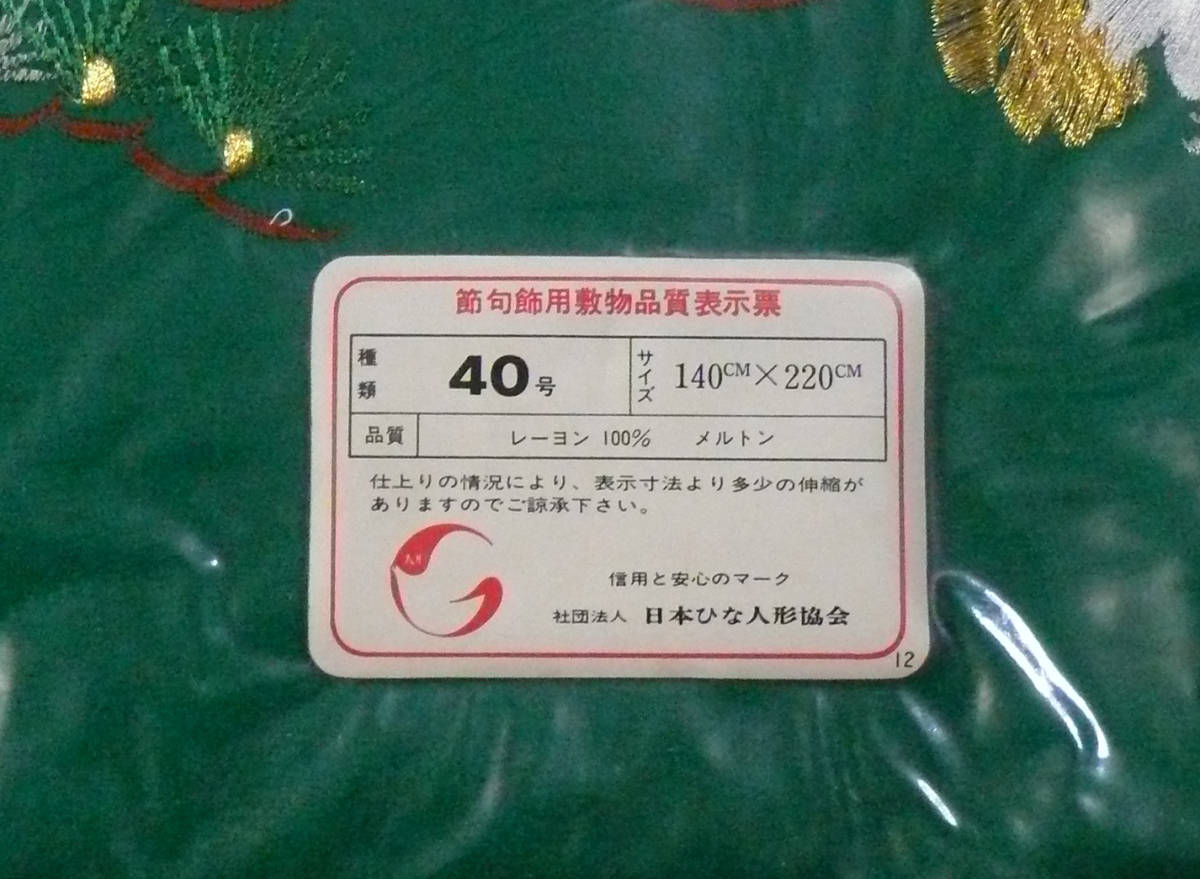 節句飾用敷物品質表示票
種類 40号 サイズ 140CM×220CM
品質 レーヨン 100% メルトン
仕上りの情況により、表示寸法より多少の伸縮が
ありますのでご諒承下さい。
信用と安心のマーク
社団法人 日本ひな人形協会
12